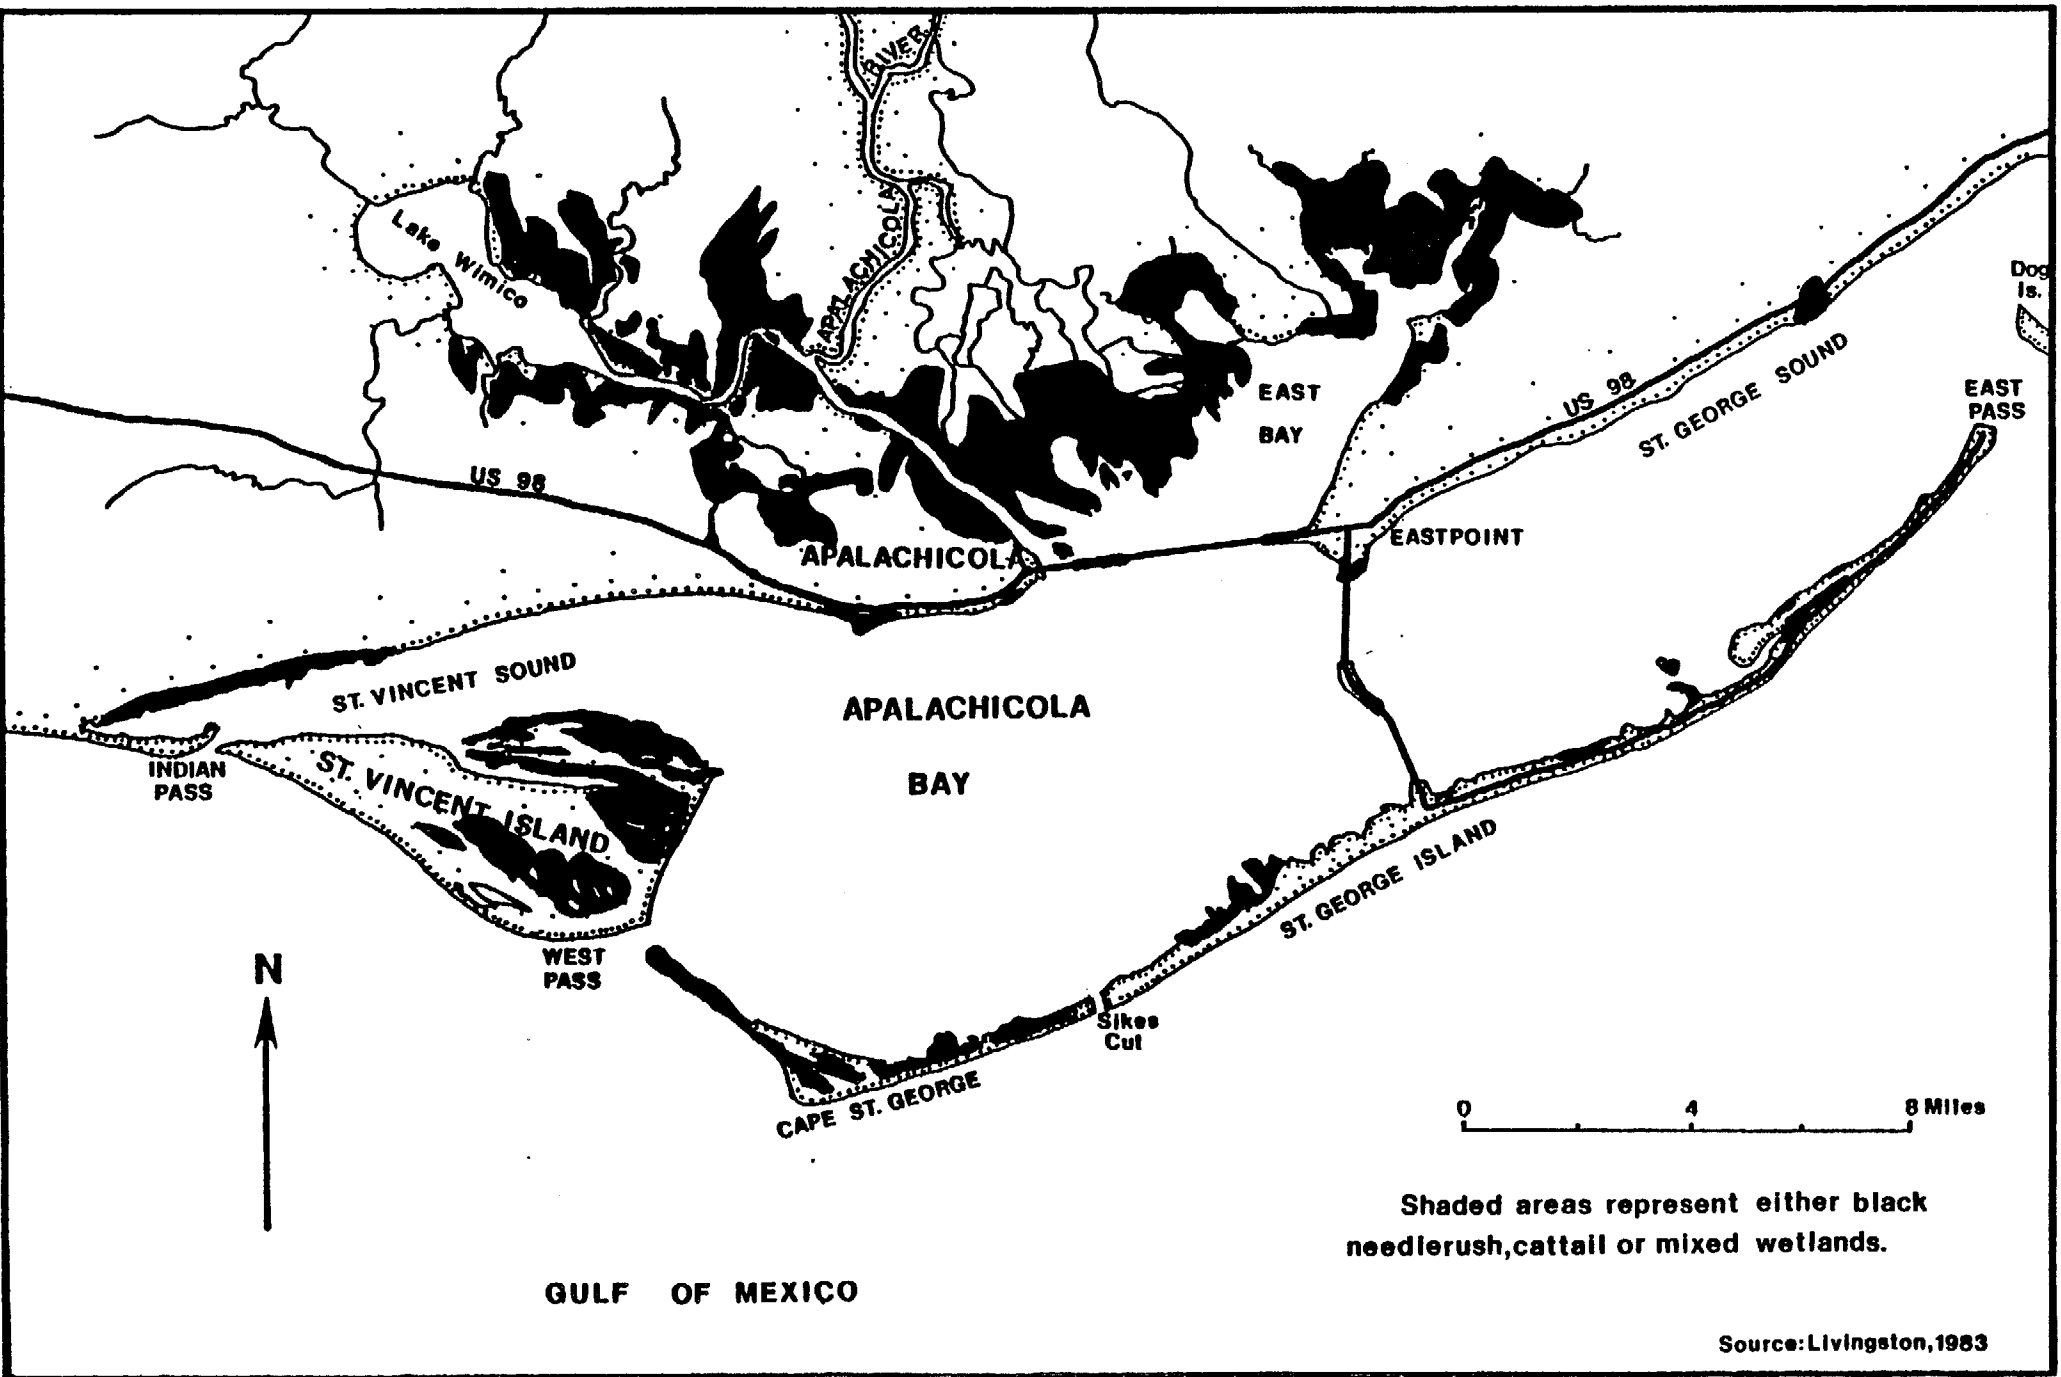 RIVER
APALACHICOLA
Lake Wimico
Dog
Is.
ST. GEORGE SOUND
US 98
EAST
PASS
EAST
BAY
US 98
EASTPOINT
APALACHICOLA
ST. VINCENT SOUND
APALACHICOLA
BAY
INDIAN
PASS
ST. VINCENT ISLAND
ST. GEORGE ISLAND
WEST
PASS
N
Sikes
Cut
CAPE ST. GEORGE
0 4 8 Miles
Shaded areas represent either black
needlerush,cattail or mixed wetlands.
GULF OF MEXICO
Source:Livingston,1983